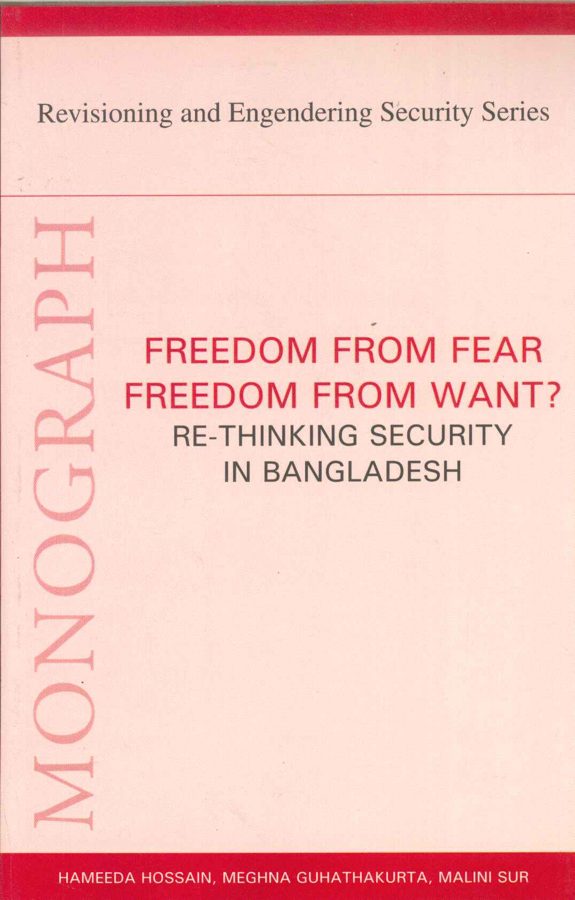 Revisioning and Engendering Security Series
MONOGRAPH
FREEDOM FROM FEAR
FREEDOM FROM WANT?
RE-THINKING SECURITY
IN BANGLADESH
HAMEEDA HOSSAIN, MEGHNA GUHATHAKURTA, MALINI SUR